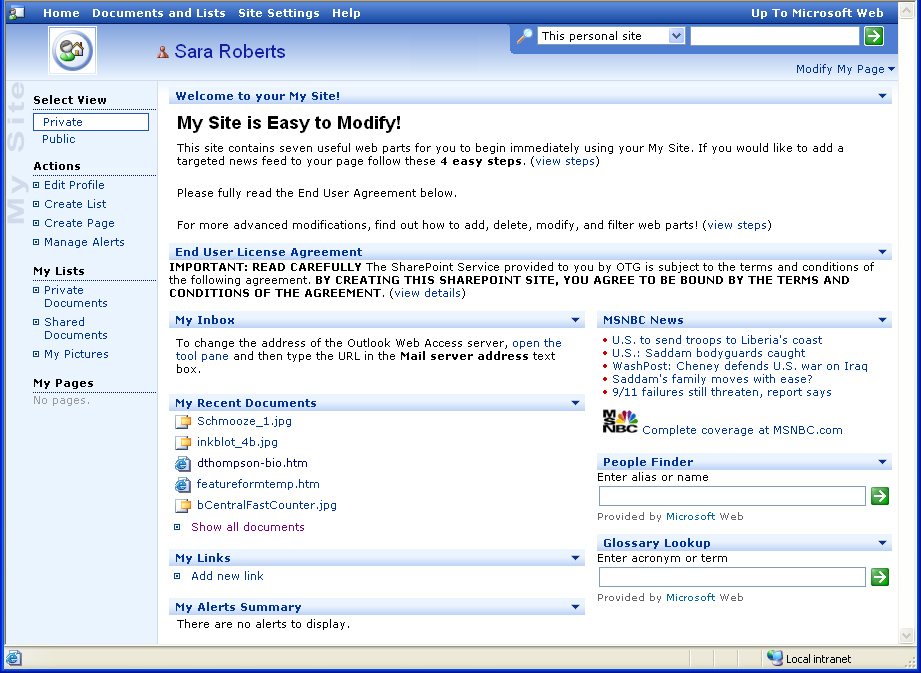 Home Documents and Lists Site Settings Help Up To Microsoft Web
Sara Roberts
This personal site
Modify My Page
My Site
Select View
Private
Public
Actions
Edit Profile
Create List
Create Page
Manage Alerts
My Lists
Private
Documents
Shared
Documents
My Pictures
My Pages
No pages.
Welcome to your My Site!
My Site is Easy to Modify!
This site contains seven useful web parts for you to begin immediately using your My Site. If you would like to add a
targeted news feed to your page follow these 4 easy steps. (view steps)
Please fully read the End User Agreement below.
For more advanced modifications, find out how to add, delete, modify, and filter web parts! (view steps)
End User License Agreement
IMPORTANT: READ CAREFULLY The SharePoint Service provided to you by OTG is subject to the terms and conditions of
the following agreement. BY CREATING THIS SHAREPOINT SITE, YOU AGREE TO BE BOUND BY THE TERMS AND
CONDITIONS OF THE AGREEMENT. (view details)
My Inbox
To change the address of the Outlook Web Access server, open the
tool pane and then type the URL in the Mail server address text
box.
My Recent Documents
Schmooze_1.jpg
inkblot_4b.jpg
dthompson-bio.htm
featureformtemp.htm
bCentralFastCounter.jpg
Show all documents
My Links
Add new link
My Alerts Summary
There are no alerts to display.
MSNBC News
U.S. to send troops to Liberia's coast
U.S.: Saddam bodyguards caught
WashPost: Cheney defends U.S. war on Iraq
Saddam's family moves with ease?
9/11 failures still threaten, report says
MSNBC Complete coverage at MSNBC.com
People Finder
Enter alias or name
Provided by Microsoft Web
Glossary Lookup
Enter acronym or term
Provided by Microsoft Web
Local intranet